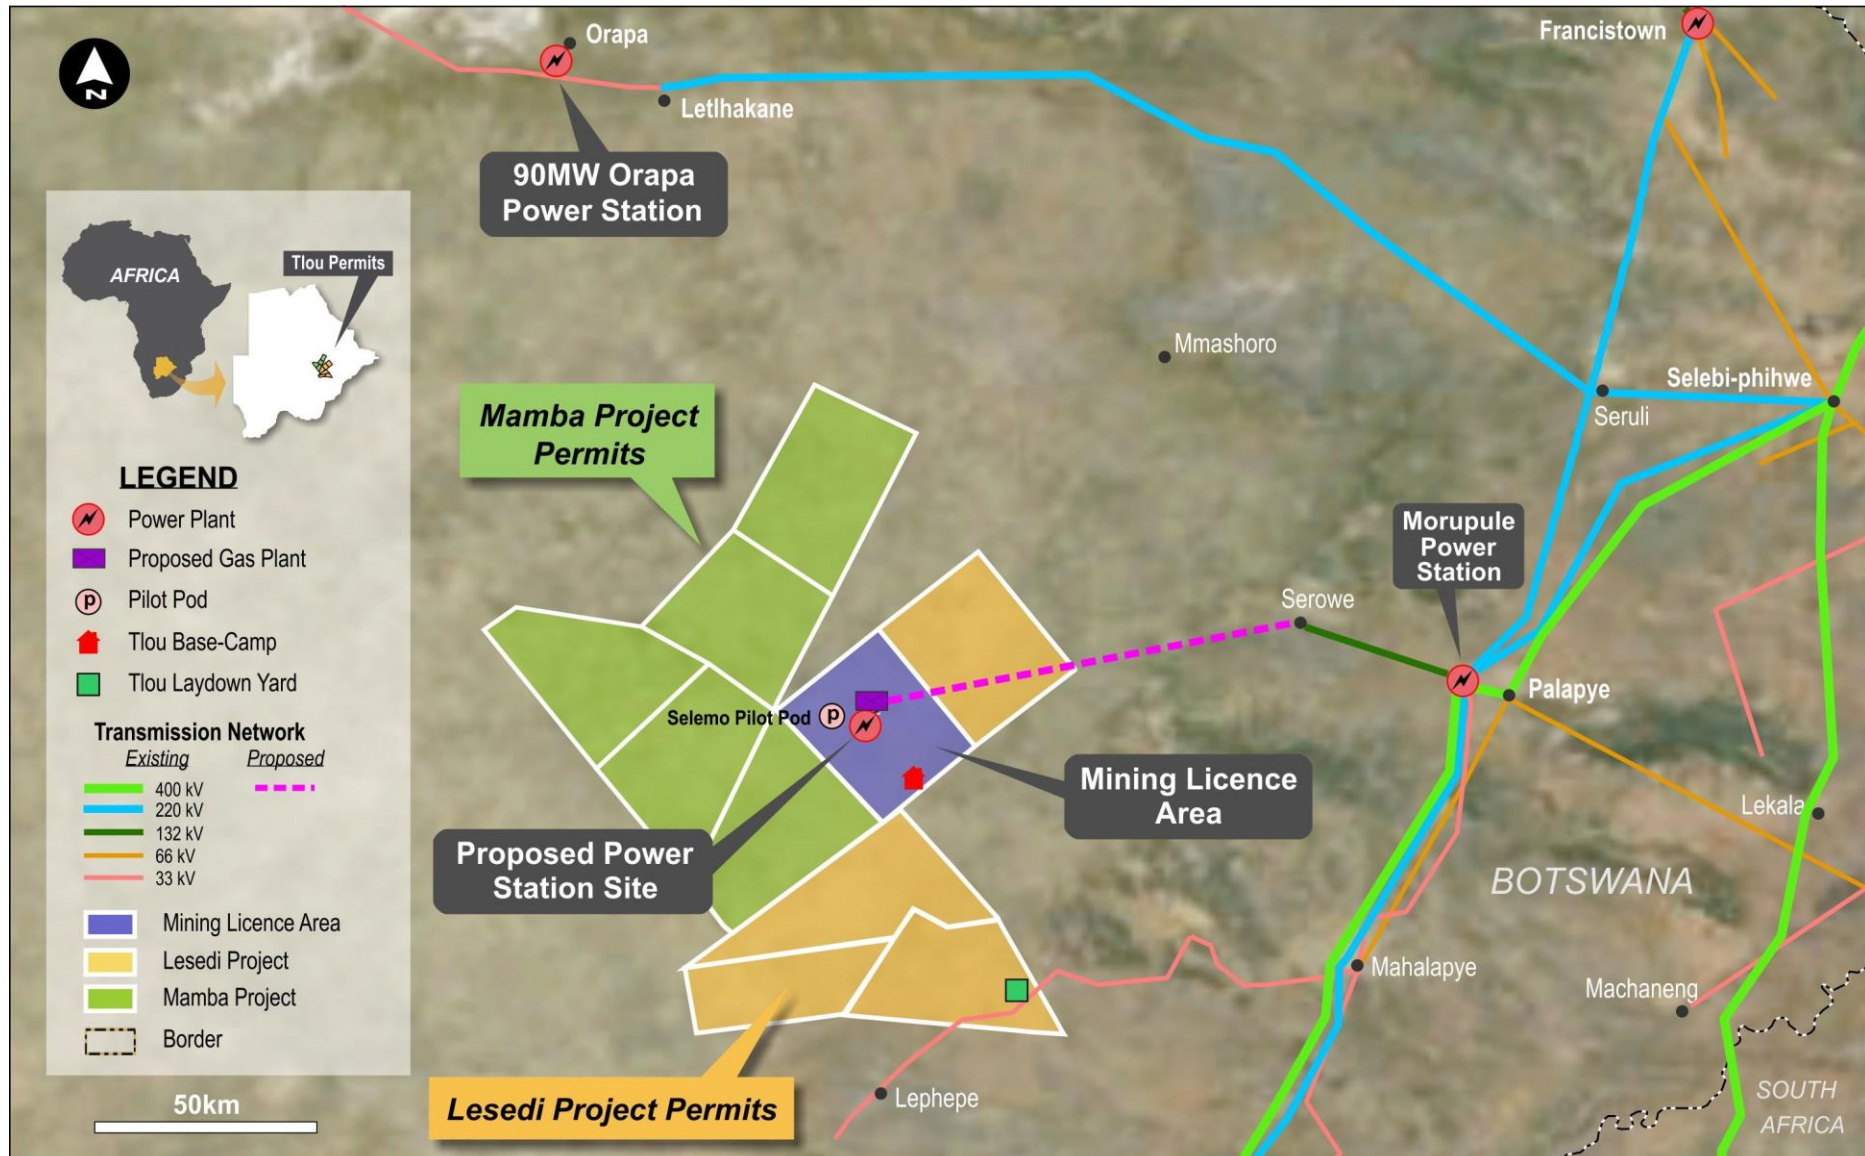 Orapa
Letlhakane
90MW Orapa
Power Station
Francistown
N
AFRICA
Tlou Permits
LEGEND
Power Plant
Proposed Gas Plant
p
Pilot Pod
Tlou Base-Camp
Tlou Laydown Yard
Transmission Network
Existing
Proposed
400 kV
220 kV
132 kV
66 kV
33 kV
Mining Licence Area
Lesedi Project
Mamba Project
Border
50km
Mmashoro
Selebi-phihwe
Seruli
Mamba Project
Permits
Morupule
Power
Station
Serowe
Palapye
Selemo Pilot Pod
p
Mining Licence
Area
Proposed Power
Station Site
Lekala
BOTSWANA
Mahalapye
Machaneng
Lephepe
Lesedi Project Permits
SOUTH
AFRICA